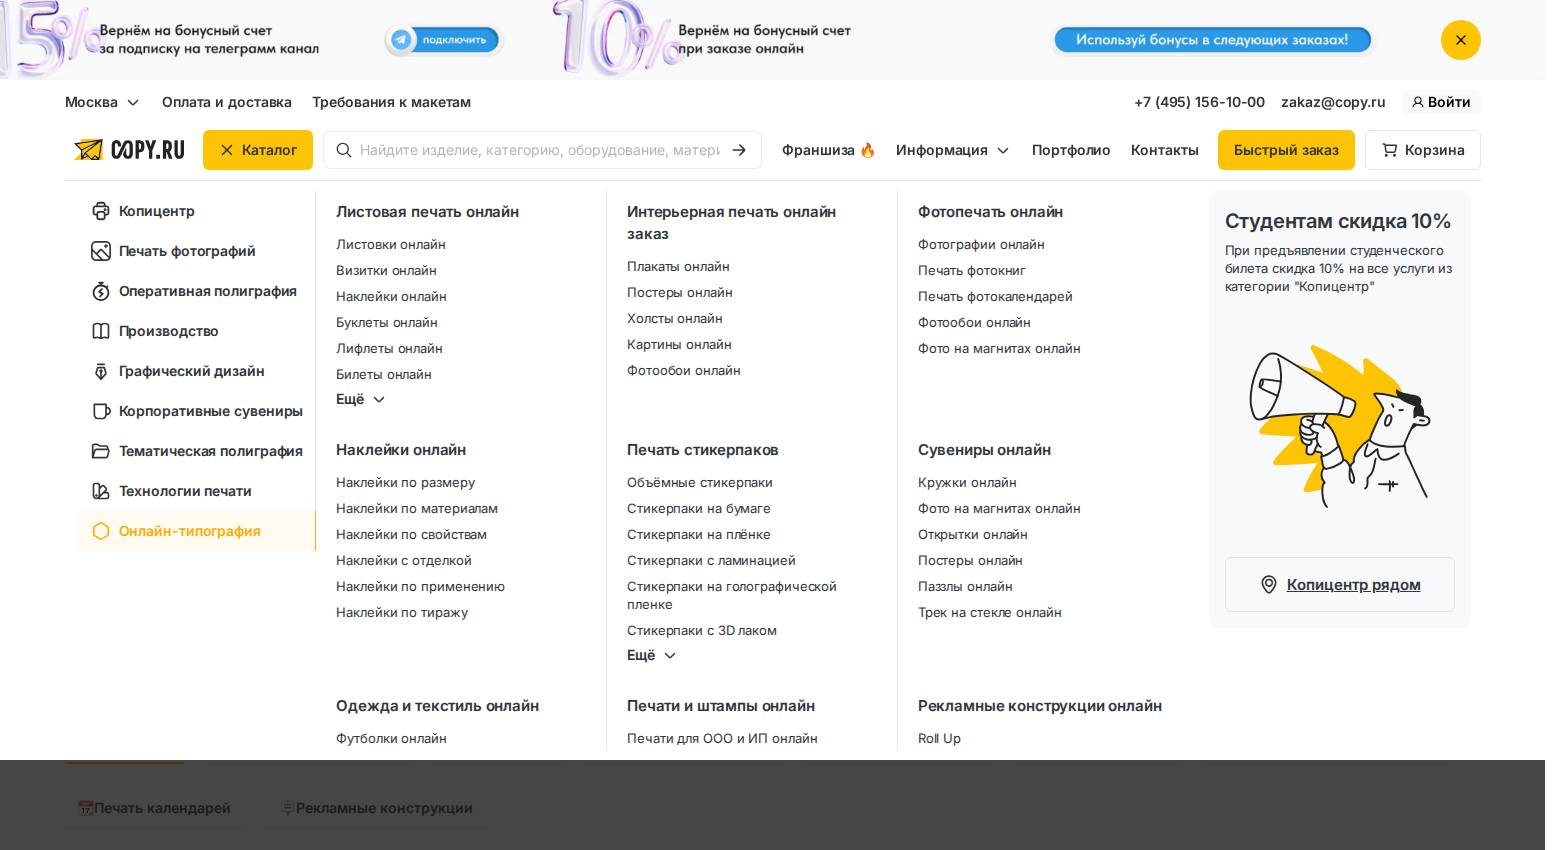 15%
Вернём на бонусный счет
за подписку на телеграмм канал
подключить
10%
Вернём на бонусный счет
при заказе онлайн
Используй бонусы в следующих заказах!
Москва
Оплата и доставка
Требования к макетам
+7 (495) 156-10-00
zakaz@copy.ru
Войти
COPY.RU
Каталог
Найдите изделие, категорию, оборудование, матери
Франшиза 🔥
Информация
Портфолио
Контакты
Быстрый заказ
Корзина
Копицентр
Печать фотографий
Оперативная полиграфия
Производство
Графический дизайн
Корпоративные сувениры
Тематическая полиграфия
Технологии печати
Онлайн-типография
Листовая печать онлайн
Листовки онлайн
Визитки онлайн
Наклейки онлайн
Буклеты онлайн
Лифлеты онлайн
Билеты онлайн
Ещё
Интерьерная печать онлайн
заказ
Плакаты онлайн
Постеры онлайн
Холсты онлайн
Картины онлайн
Фотообои онлайн
Фотопечать онлайн
Фотографии онлайн
Печать фотокниг
Печать фотокалендарей
Фотообои онлайн
Фото на магнитах онлайн
Наклейки онлайн
Наклейки по размеру
Наклейки по материалам
Наклейки по свойствам
Наклейки с отделкой
Наклейки по применению
Наклейки по тиражу
Печать стикерпаков
Объёмные стикерпаки
Стикерпаки на бумаге
Стикерпаки на плёнке
Стикерпаки с ламинацией
Стикерпаки на голографической
пленке
Стикерпаки с 3D лаком
Ещё
Сувениры онлайн
Кружки онлайн
Фото на магнитах онлайн
Открытки онлайн
Постеры онлайн
Паззлы онлайн
Трек на стекле онлайн
Одежда и текстиль онлайн
Футболки онлайн
Печати и штампы онлайн
Печати для ООО и ИП онлайн
Рекламные конструкции онлайн
Roll Up
Студентам скидка 10%
При предъявлении студенческого
билета скидка 10% на все услуги из
категории "Копицентр"
Копицентр рядом
Печать календарей
Рекламные конструкции